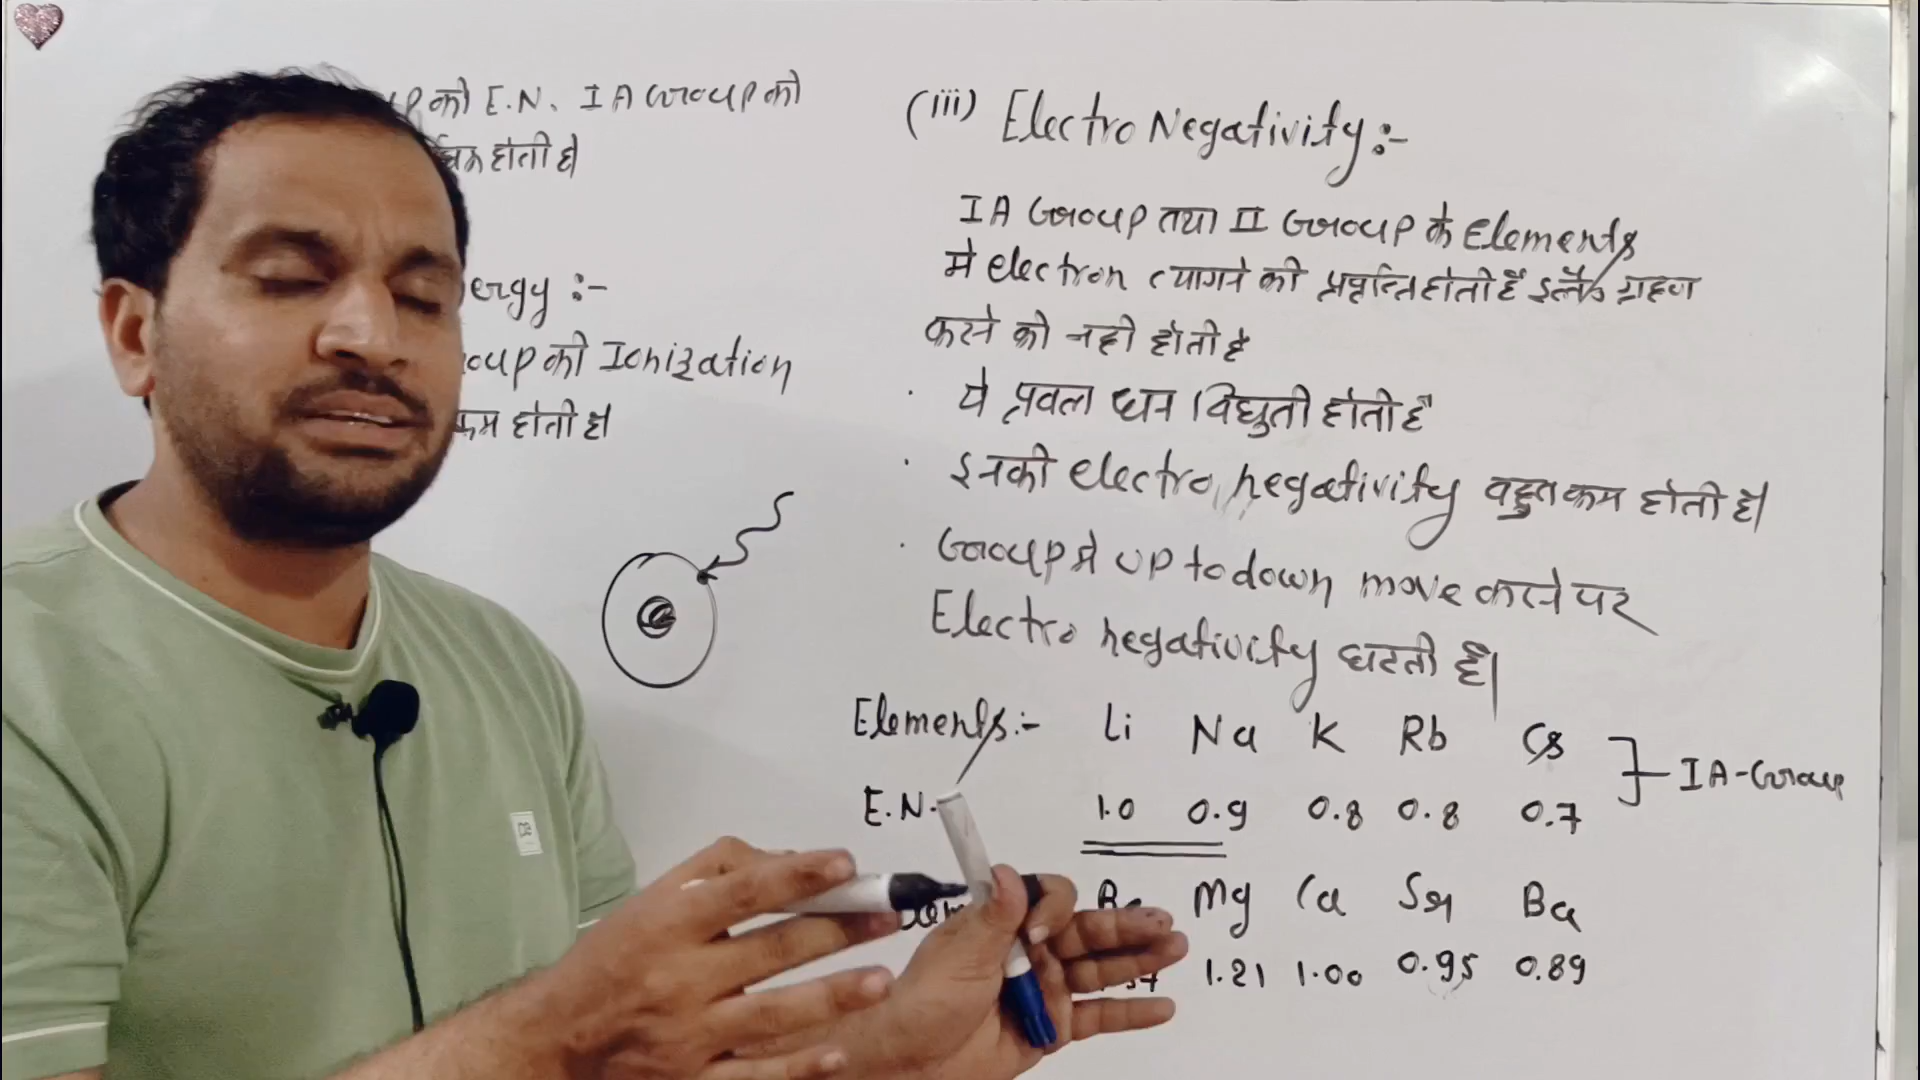 को E.N. IA Group को
होती है
ergy :-
oup की Ionization
कम होती है।
(iii) Electro Negativity :-
IA Group तथा II Group के Elements
मे electron त्यागने की प्रवृत्ति होती हैं ग्रहण
करने की नही होती है
· ये प्रवल धन विधुती होती है
· इनकी electro negativity बहुत कम होती है।
· Group मे up to down move करने पर
Electro negativity घटती है।
Elements :- Li Na K Rb Cs
IA-Group
E.N. 1.0 0.9 0.8 0.8 0.7
Be Mg Ca Sr Ba
1.21 1.00 0.95 0.89